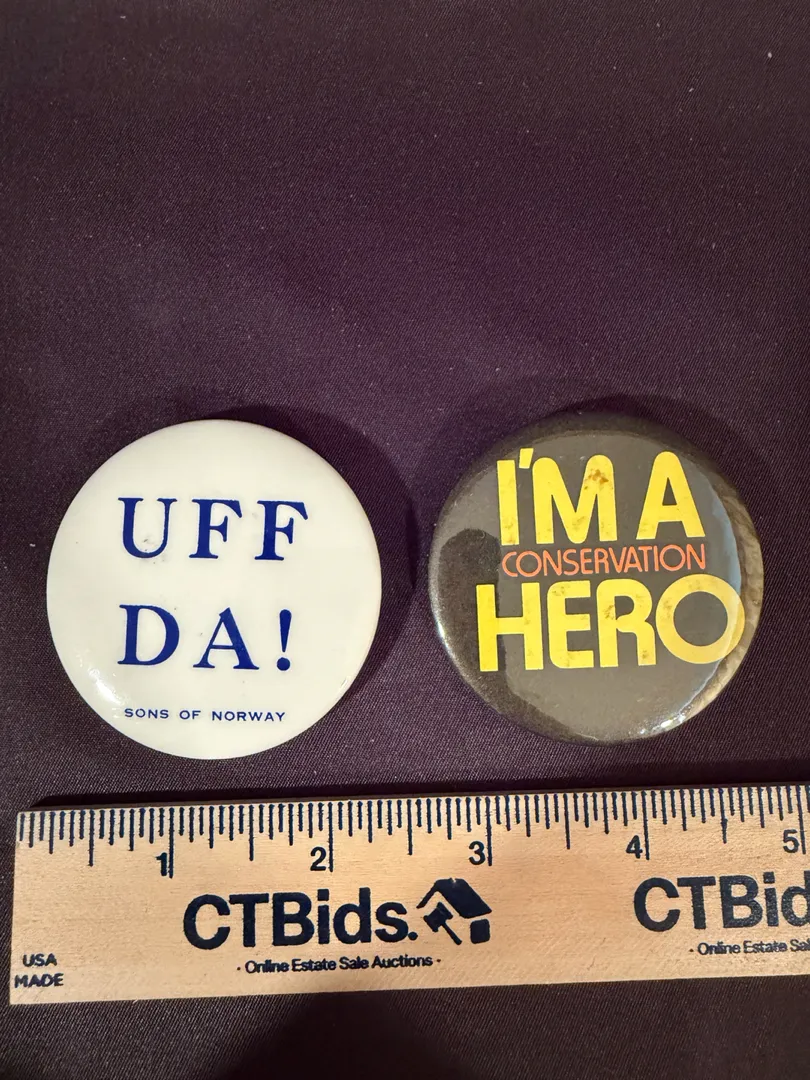 UFF
DA!
SONS OF NORWAY
I'M A
CONSERVATION
HERO
1 2 3 4 5
CTBids.
- Online Estate Sale Auctions -
USA
MADE
CTBid
- Online Estate Sal